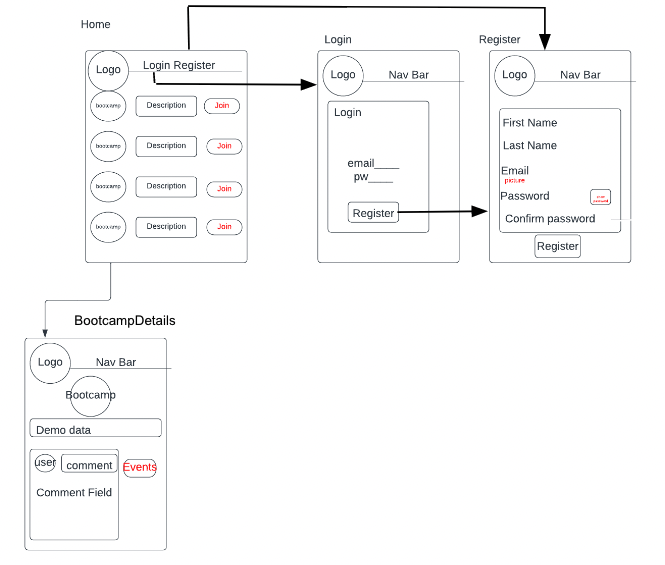 Home
Logo
Login Register
bootcamp
Description
Join
bootcamp
Description
Join
bootcamp
Description
Join
bootcamp
Description
Join
Login
Logo
Nav Bar
Login
email____
pw____
Register
Register
Logo
Nav Bar
First Name
Last Name
Email
picture
Password
password
Confirm password
Register
BootcampDetails
Logo
Nav Bar
Bootcamp
Demo data
user
comment
Events
Comment Field